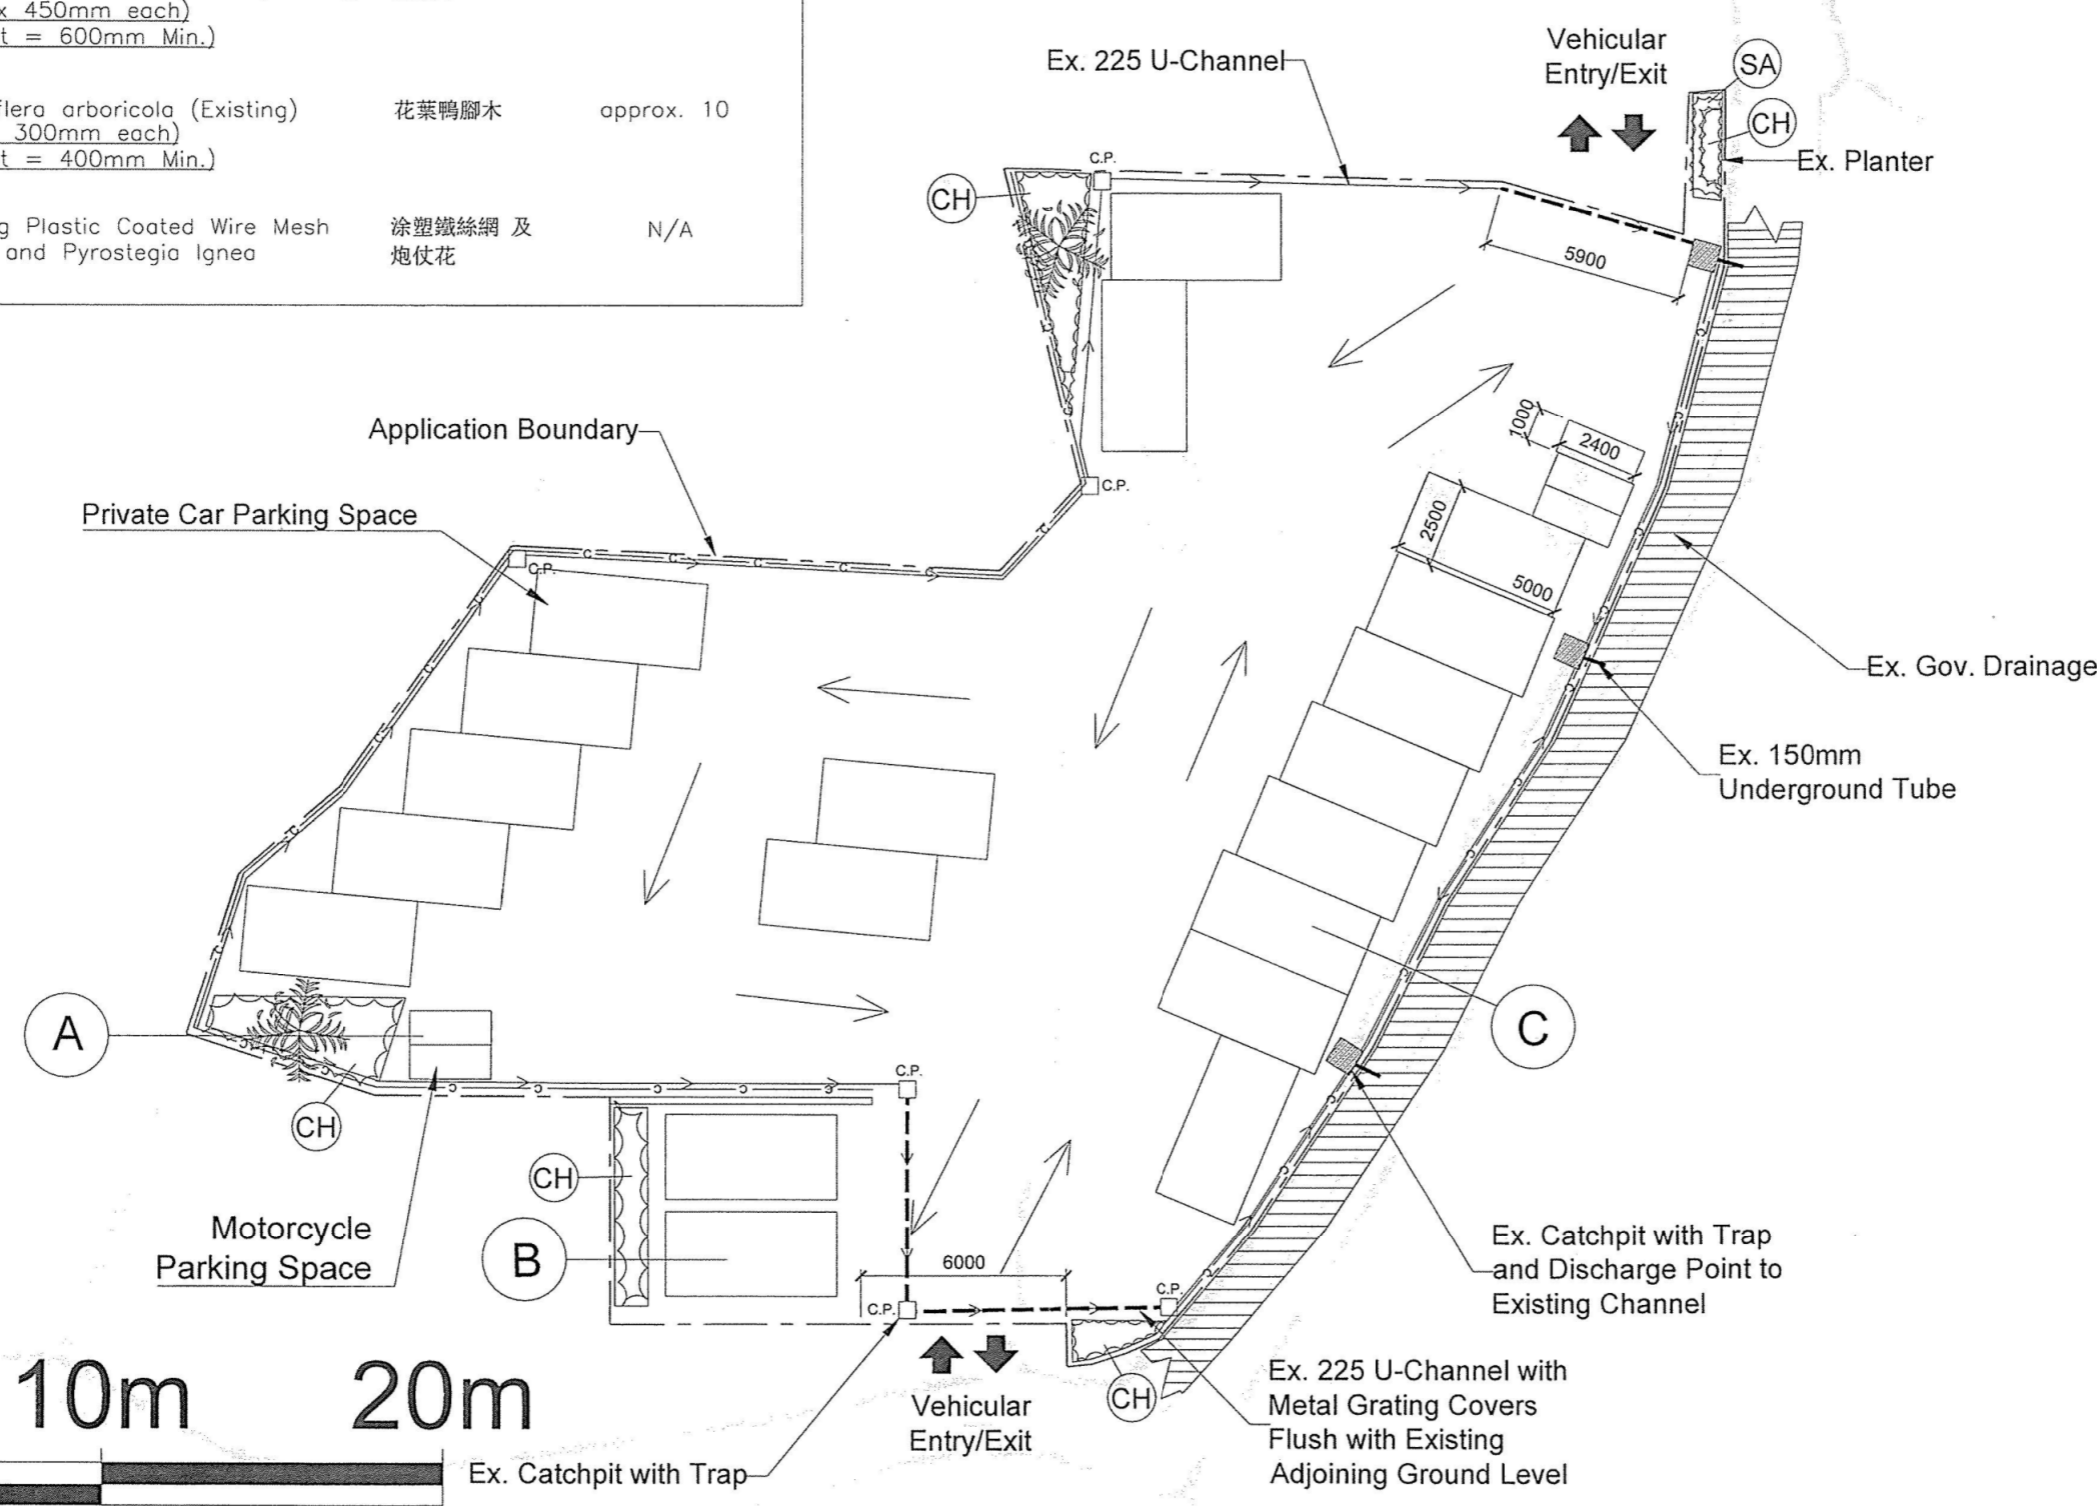 x 450mm each)
t = 600mm Min.)
flera arboricola (Existing) 花葉鴨腳木 approx. 10
300mm each)
t = 400mm Min.)
g Plastic Coated Wire Mesh 涂塑鐵絲網 及 N/A
and Pyrostegia Ignea 炮仗花
Ex. 225 U-Channel
Vehicular
Entry/Exit
SA
CH
Ex. Planter
C.P.
CH
5900
Application Boundary
C.P.
1000
2400
Private Car Parking Space
C.P.
2500
5000
Ex. Gov. Drainage
Ex. 150mm
Underground Tube
A
C
CH
C.P.
CH
Motorcycle
Parking Space
B
6000
C.P.
C.P.
Ex. Catchpit with Trap
and Discharge Point to
Existing Channel
10m 20m
Vehicular
Entry/Exit
CH
Ex. 225 U-Channel with
Metal Grating Covers
Flush with Existing
Adjoining Ground Level
Ex. Catchpit with Trap